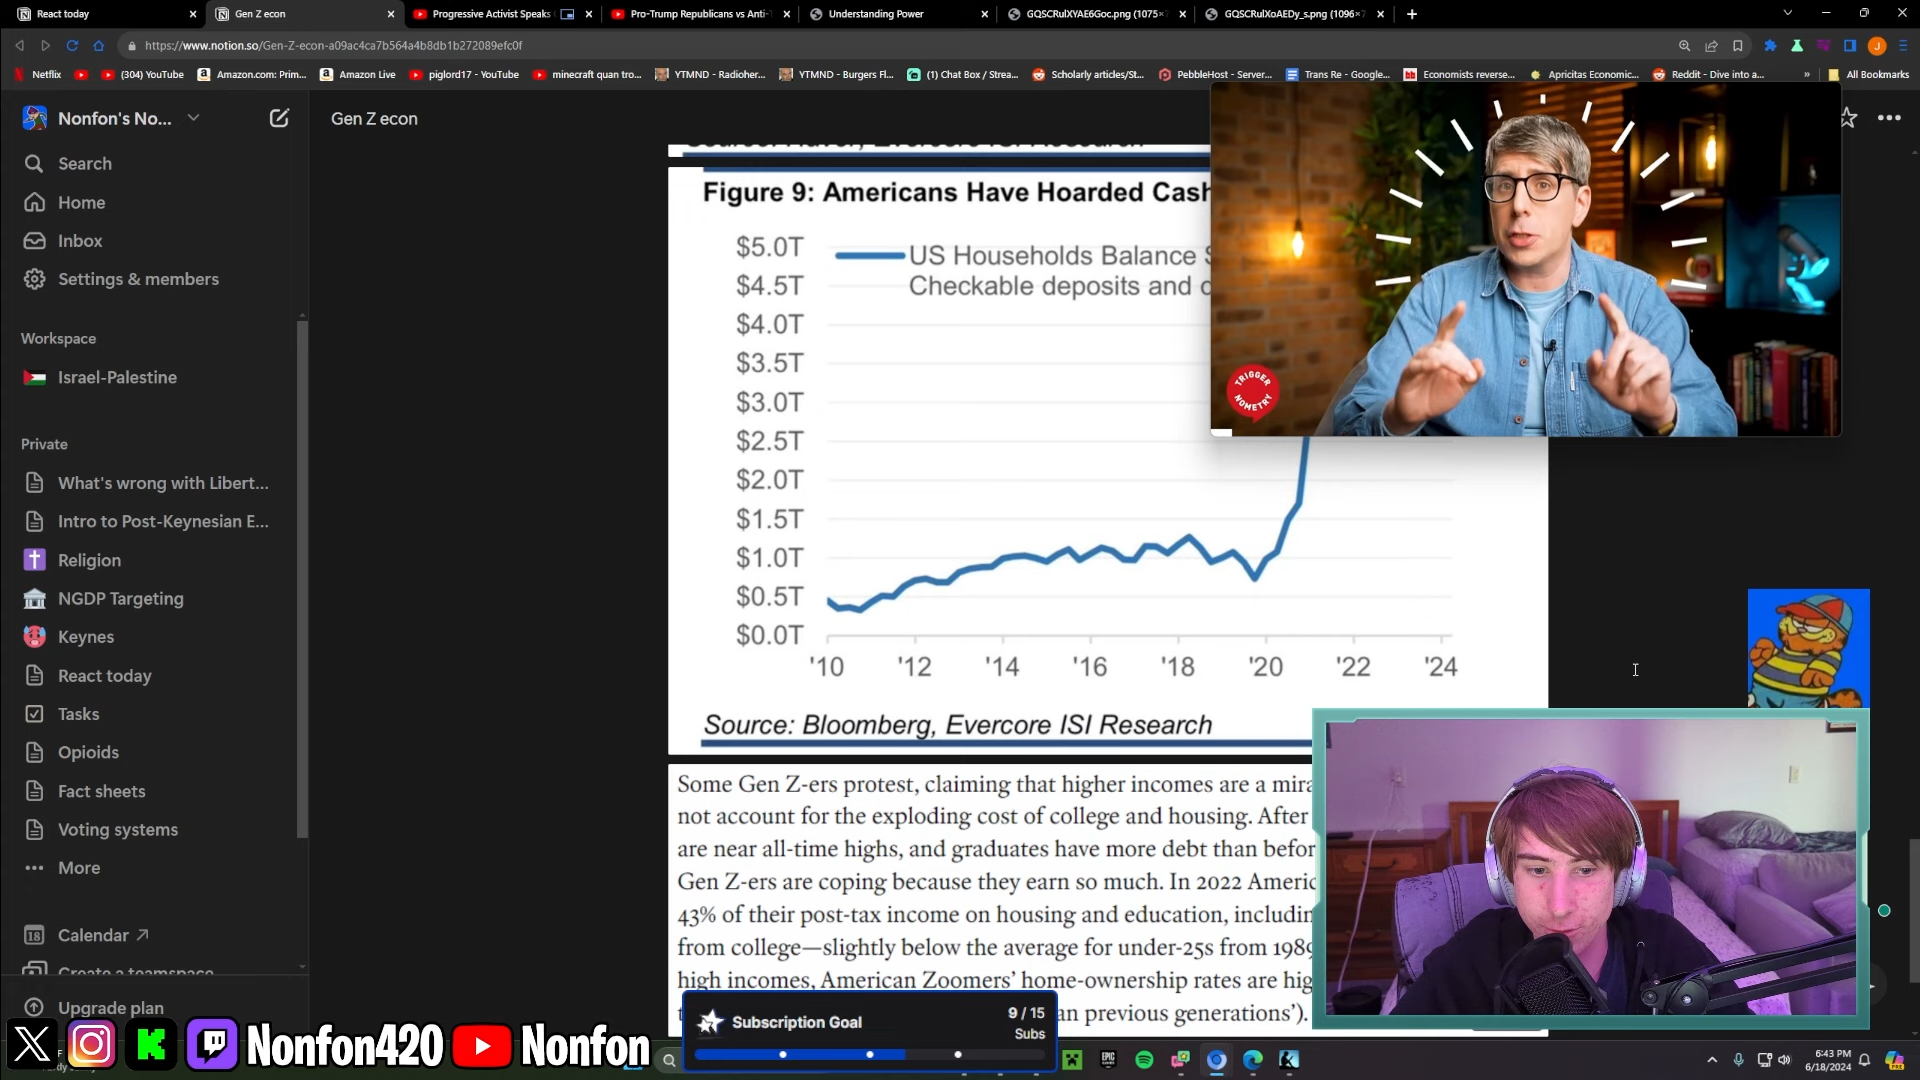 React today
Gen Z econ
Progressive Activist Speaks
Pro-Trump Republicans vs Anti-
Understanding Power
GQSCRulXYAE6Goc.png (1075×
GQSCRulXoAEDy_s.png (1096×
https://www.notion.so/Gen-Z-econ-a09ac4ca7b564a4b8db1b272089efc0f
Netflix
(304) YouTube
Amazon.com: Prim...
Amazon Live
piglord17 - YouTube
minecraft quan tro...
YTMND - Radioher...
YTMND - Burgers Fl...
(1) Chat Box / Strea...
Scholarly articles/St...
PebbleHost - Server...
Trans Re - Google...
Economists reverse...
Apricitas Economic...
Reddit - Dive into a...
All Bookmarks
Nonfon's No...
Search
Home
Inbox
Settings & members
Workspace
Israel-Palestine
Private
What's wrong with Libert...
Intro to Post-Keynesian E...
Religion
NGDP Targeting
Keynes
React today
Tasks
Opioids
Fact sheets
Voting systems
More
Calendar
Create a teamspace
Upgrade plan
Gen Z econ
Figure 9: Americans Have Hoarded Cash
US Households Balance S
Checkable deposits and c
$5.0T
$4.5T
$4.0T
$3.5T
$3.0T
$2.5T
$2.0T
$1.5T
$1.0T
$0.5T
$0.0T
'10 '12 '14 '16 '18 '20 '22 '24
Source: Bloomberg, Evercore ISI Research
Some Gen Z-ers protest, claiming that higher incomes are a mira
not account for the exploding cost of college and housing. After
are near all-time highs, and graduates have more debt than befor
Gen Z-ers are coping because they earn so much. In 2022 Americ
43% of their post-tax income on housing and education, includin
from college—slightly below the average for under-25s from 1989
high incomes, American Zoomers' home-ownership rates are hig
an previous generations').
TRIGGER
NOMETRY
Subscription Goal
9 / 15
Subs
Nonfon420
Nonfon
6:43 PM
6/18/2024